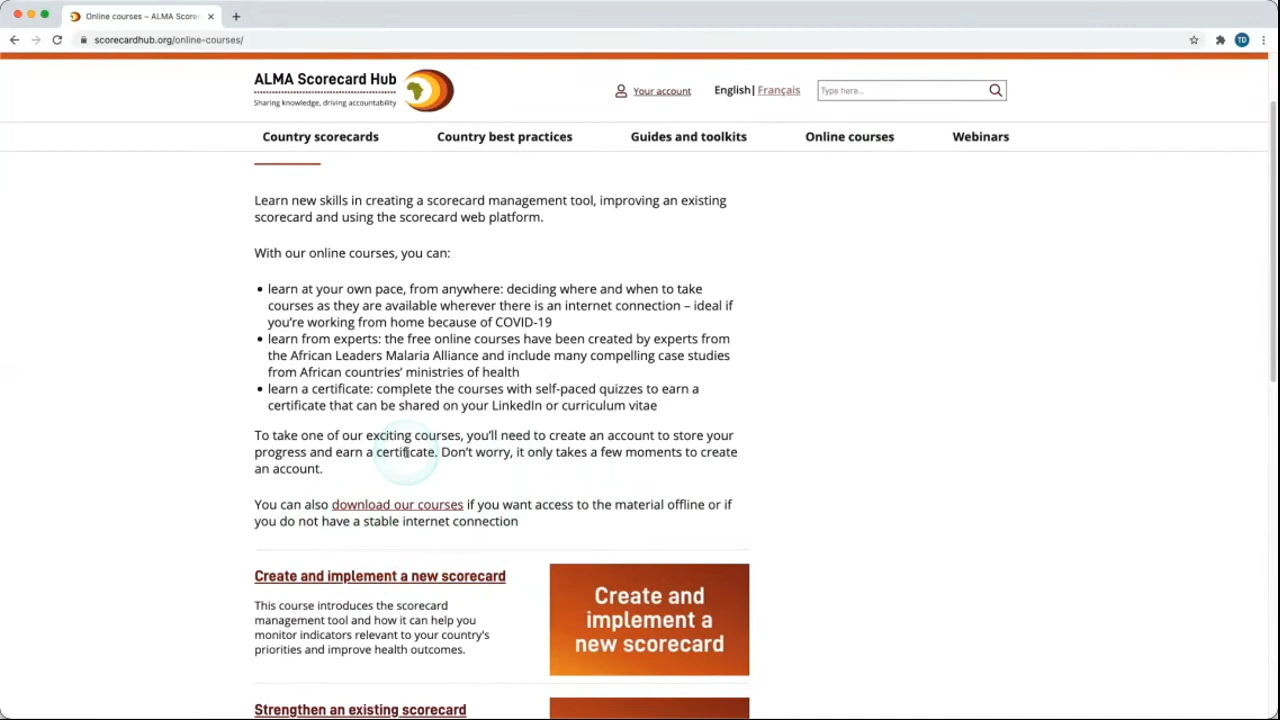 Online courses – ALMA Score
scorecardhub.org/online-courses/
TD
ALMA Scorecard Hub
Sharing knowledge, driving accountability
Your account
English| Français
Type here...
Country scorecards
Country best practices
Guides and toolkits
Online courses
Webinars
Learn new skills in creating a scorecard management tool, improving an existing
scorecard and using the scorecard web platform.
With our online courses, you can:
learn at your own pace, from anywhere: deciding where and when to take
courses as they are available wherever there is an internet connection – ideal if
you're working from home because of COVID-19
learn from experts: the free online courses have been created by experts from
the African Leaders Malaria Alliance and include many compelling case studies
from African countries' ministries of health
learn a certificate: complete the courses with self-paced quizzes to earn a
certificate that can be shared on your LinkedIn or curriculum vitae
To take one of our exciting courses, you'll need to create an account to store your
progress and earn a certificate. Don't worry, it only takes a few moments to create
an account.
You can also download our courses if you want access to the material offline or if
you do not have a stable internet connection
Create and implement a new scorecard
This course introduces the scorecard
management tool and how it can help you
monitor indicators relevant to your country's
priorities and improve health outcomes.
Create and
implement a
new scorecard
Strengthen an existing scorecard